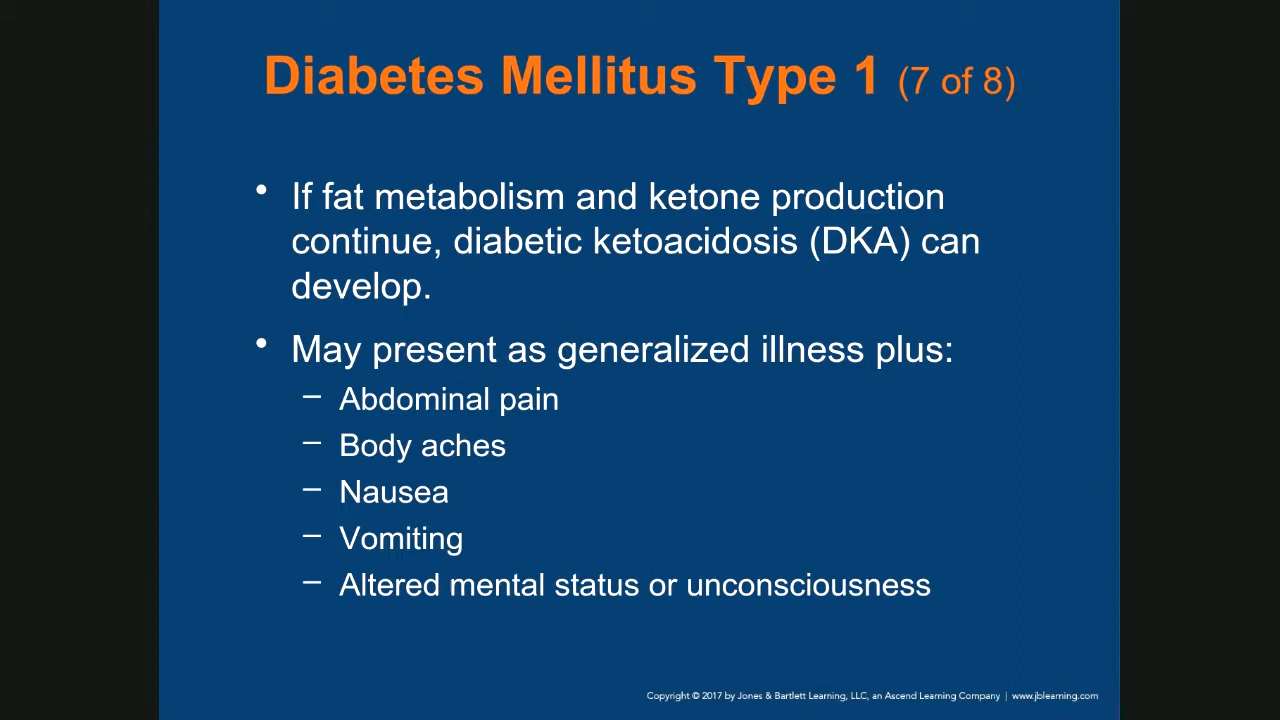 Diabetes Mellitus Type 1 (7 of 8)
• If fat metabolism and ketone production
continue, diabetic ketoacidosis (DKA) can
develop.
• May present as generalized illness plus:
– Abdominal pain
– Body aches
– Nausea
– Vomiting
– Altered mental status or unconsciousness
Copyright © 2017 by Jones & Bartlett Learning, LLC, an Ascend Learning Company | www.jblearning.com